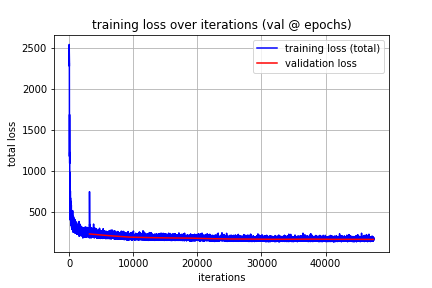 training loss over iterations (val @ epochs)
training loss (total)
validation loss
total loss
2500
2000
1500
1000
500
0
10000
20000
30000
40000
iterations